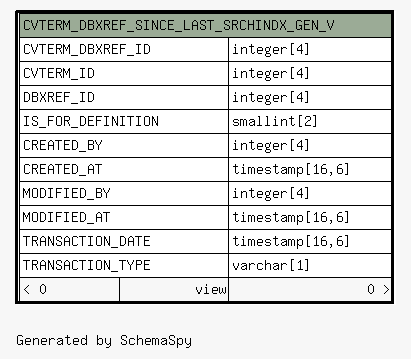 CVTERM_DBXREF_SINCE_LAST_SRCHINDX_GEN_V
CVTERM_DBXREF_ID integer[4]
CVTERM_ID integer[4]
DBXREF_ID integer[4]
IS_FOR_DEFINITION smallint[2]
CREATED_BY integer[4]
CREATED_AT timestamp[16,6]
MODIFIED_BY integer[4]
MODIFIED_AT timestamp[16,6]
TRANSACTION_DATE timestamp[16,6]
TRANSACTION_TYPE varchar[1]
< 0 view 0 >
Generated by SchemaSpy